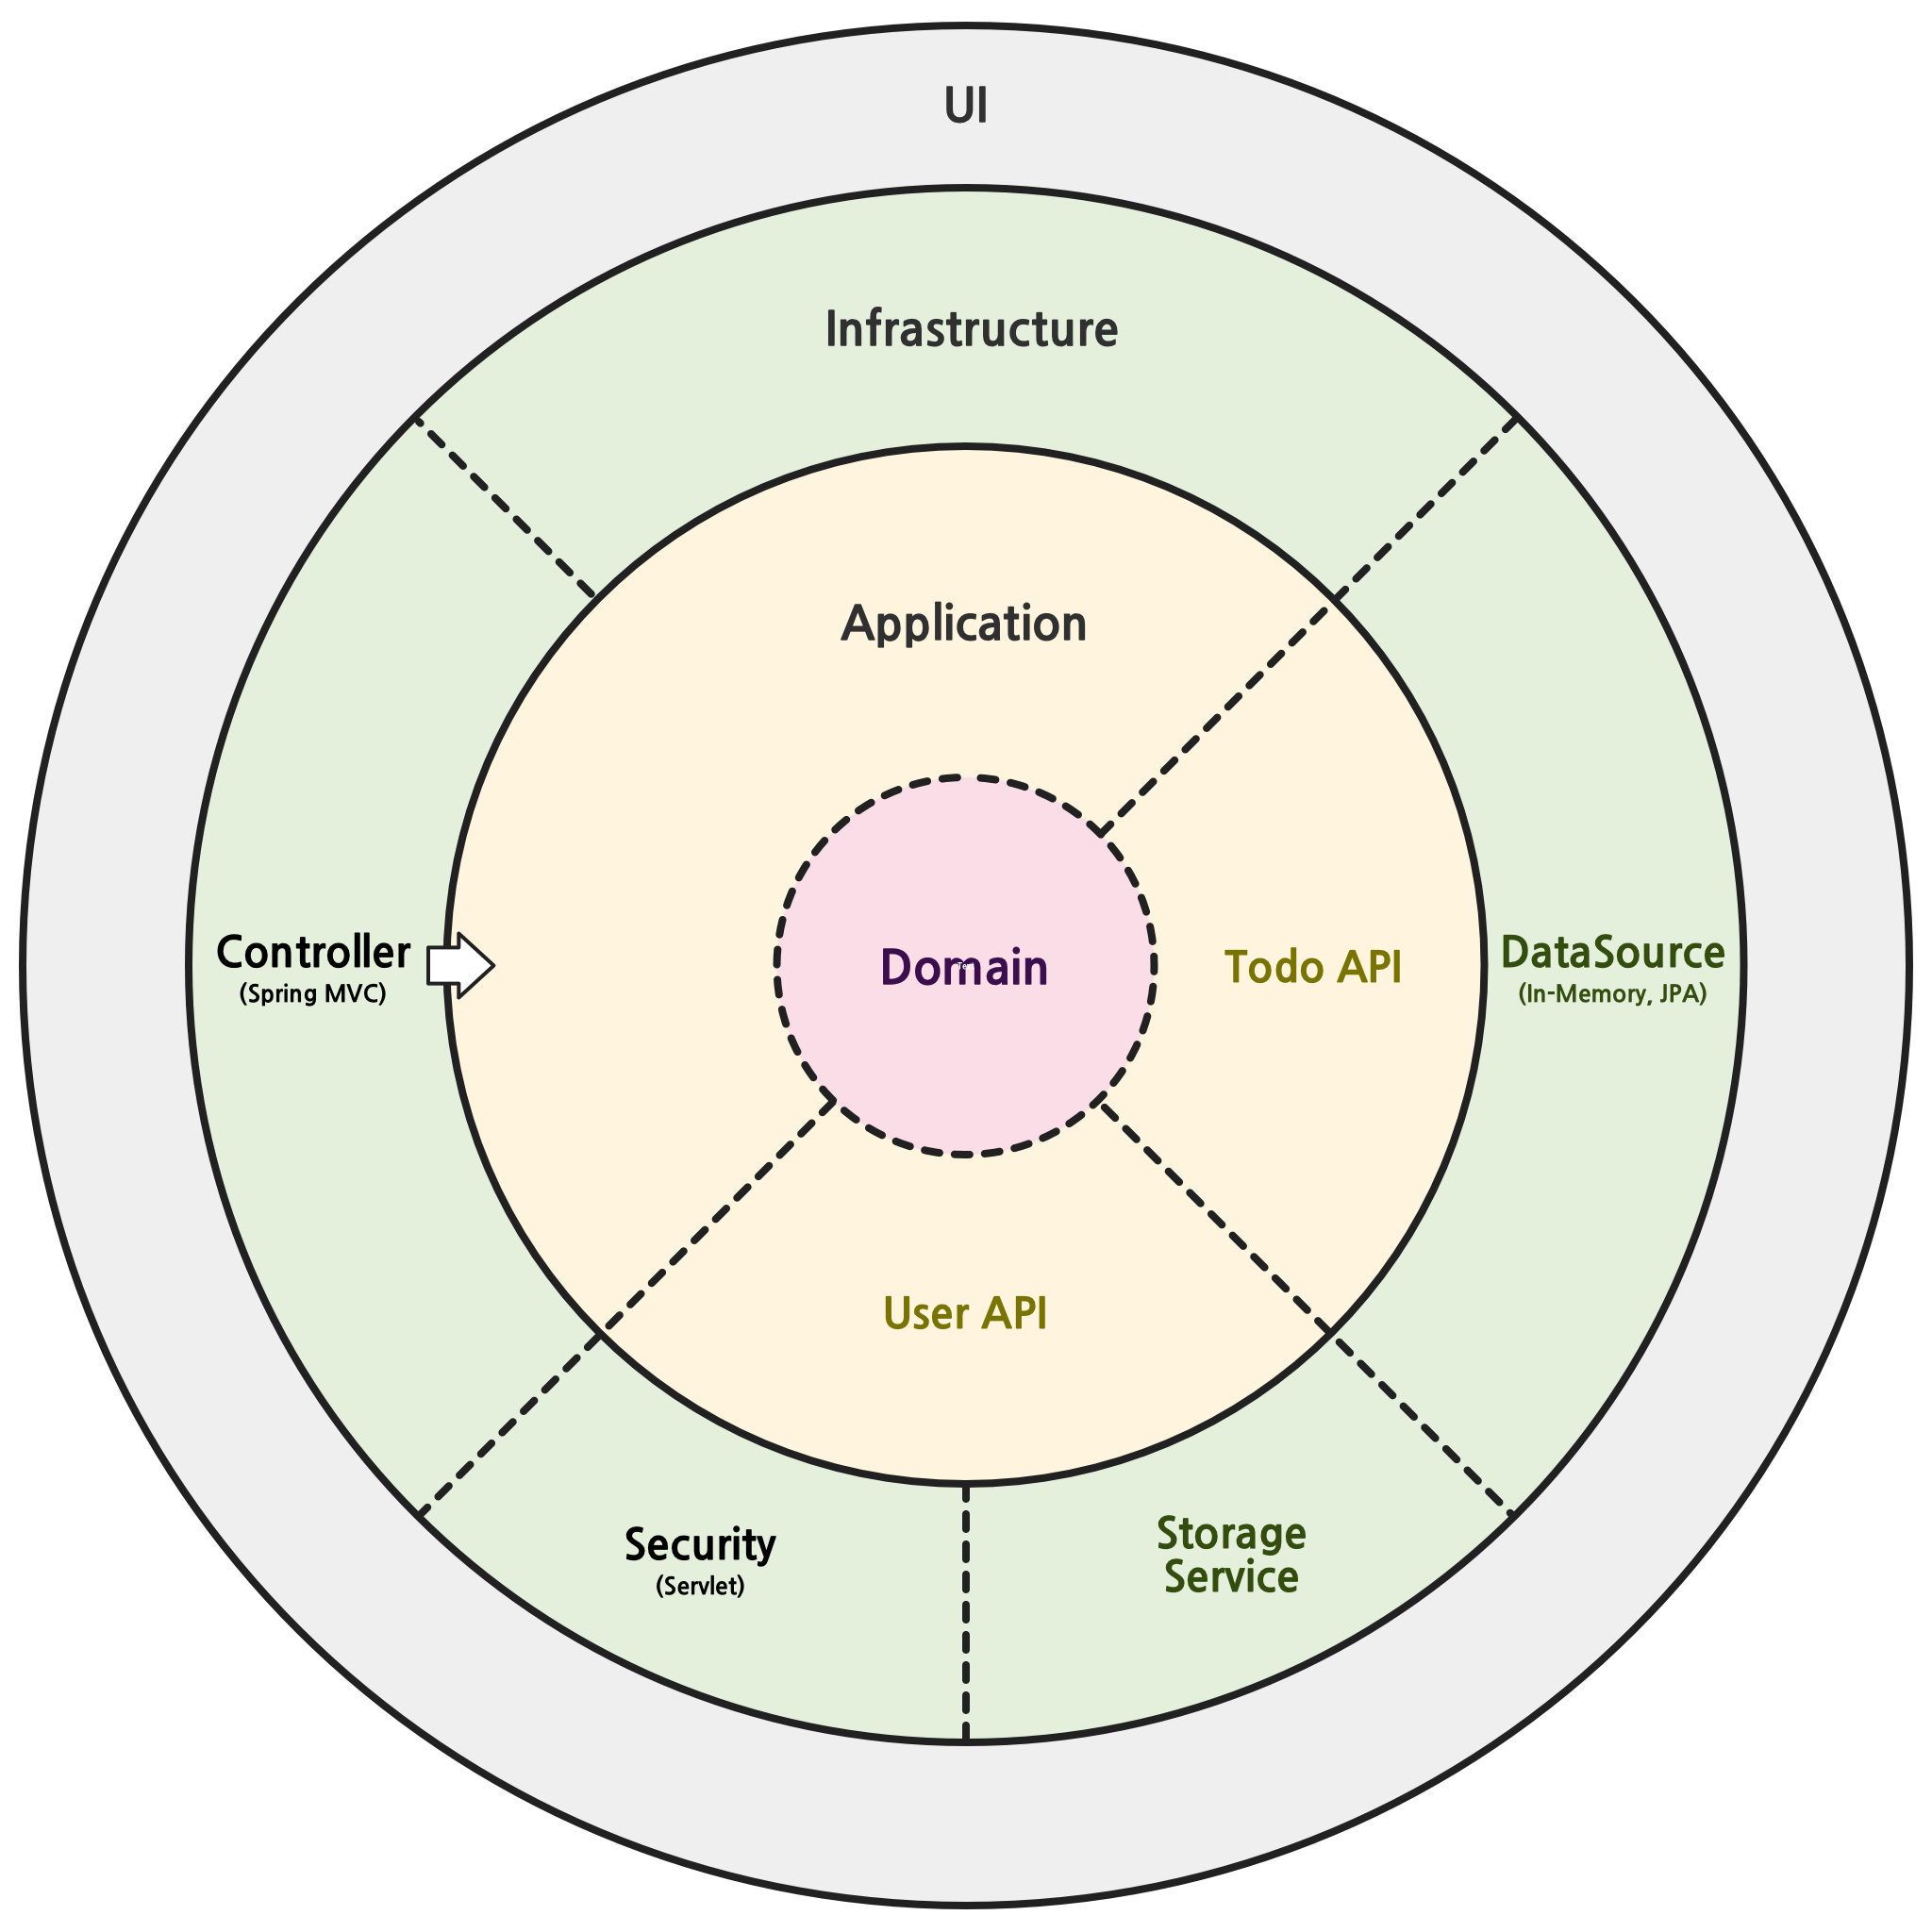 UI
Infrastructure
Application
Controller
(Spring MVC)
Domain
Todo API
DataSource
(In-Memory, JPA)
User API
Security
(Servlet)
Storage
Service